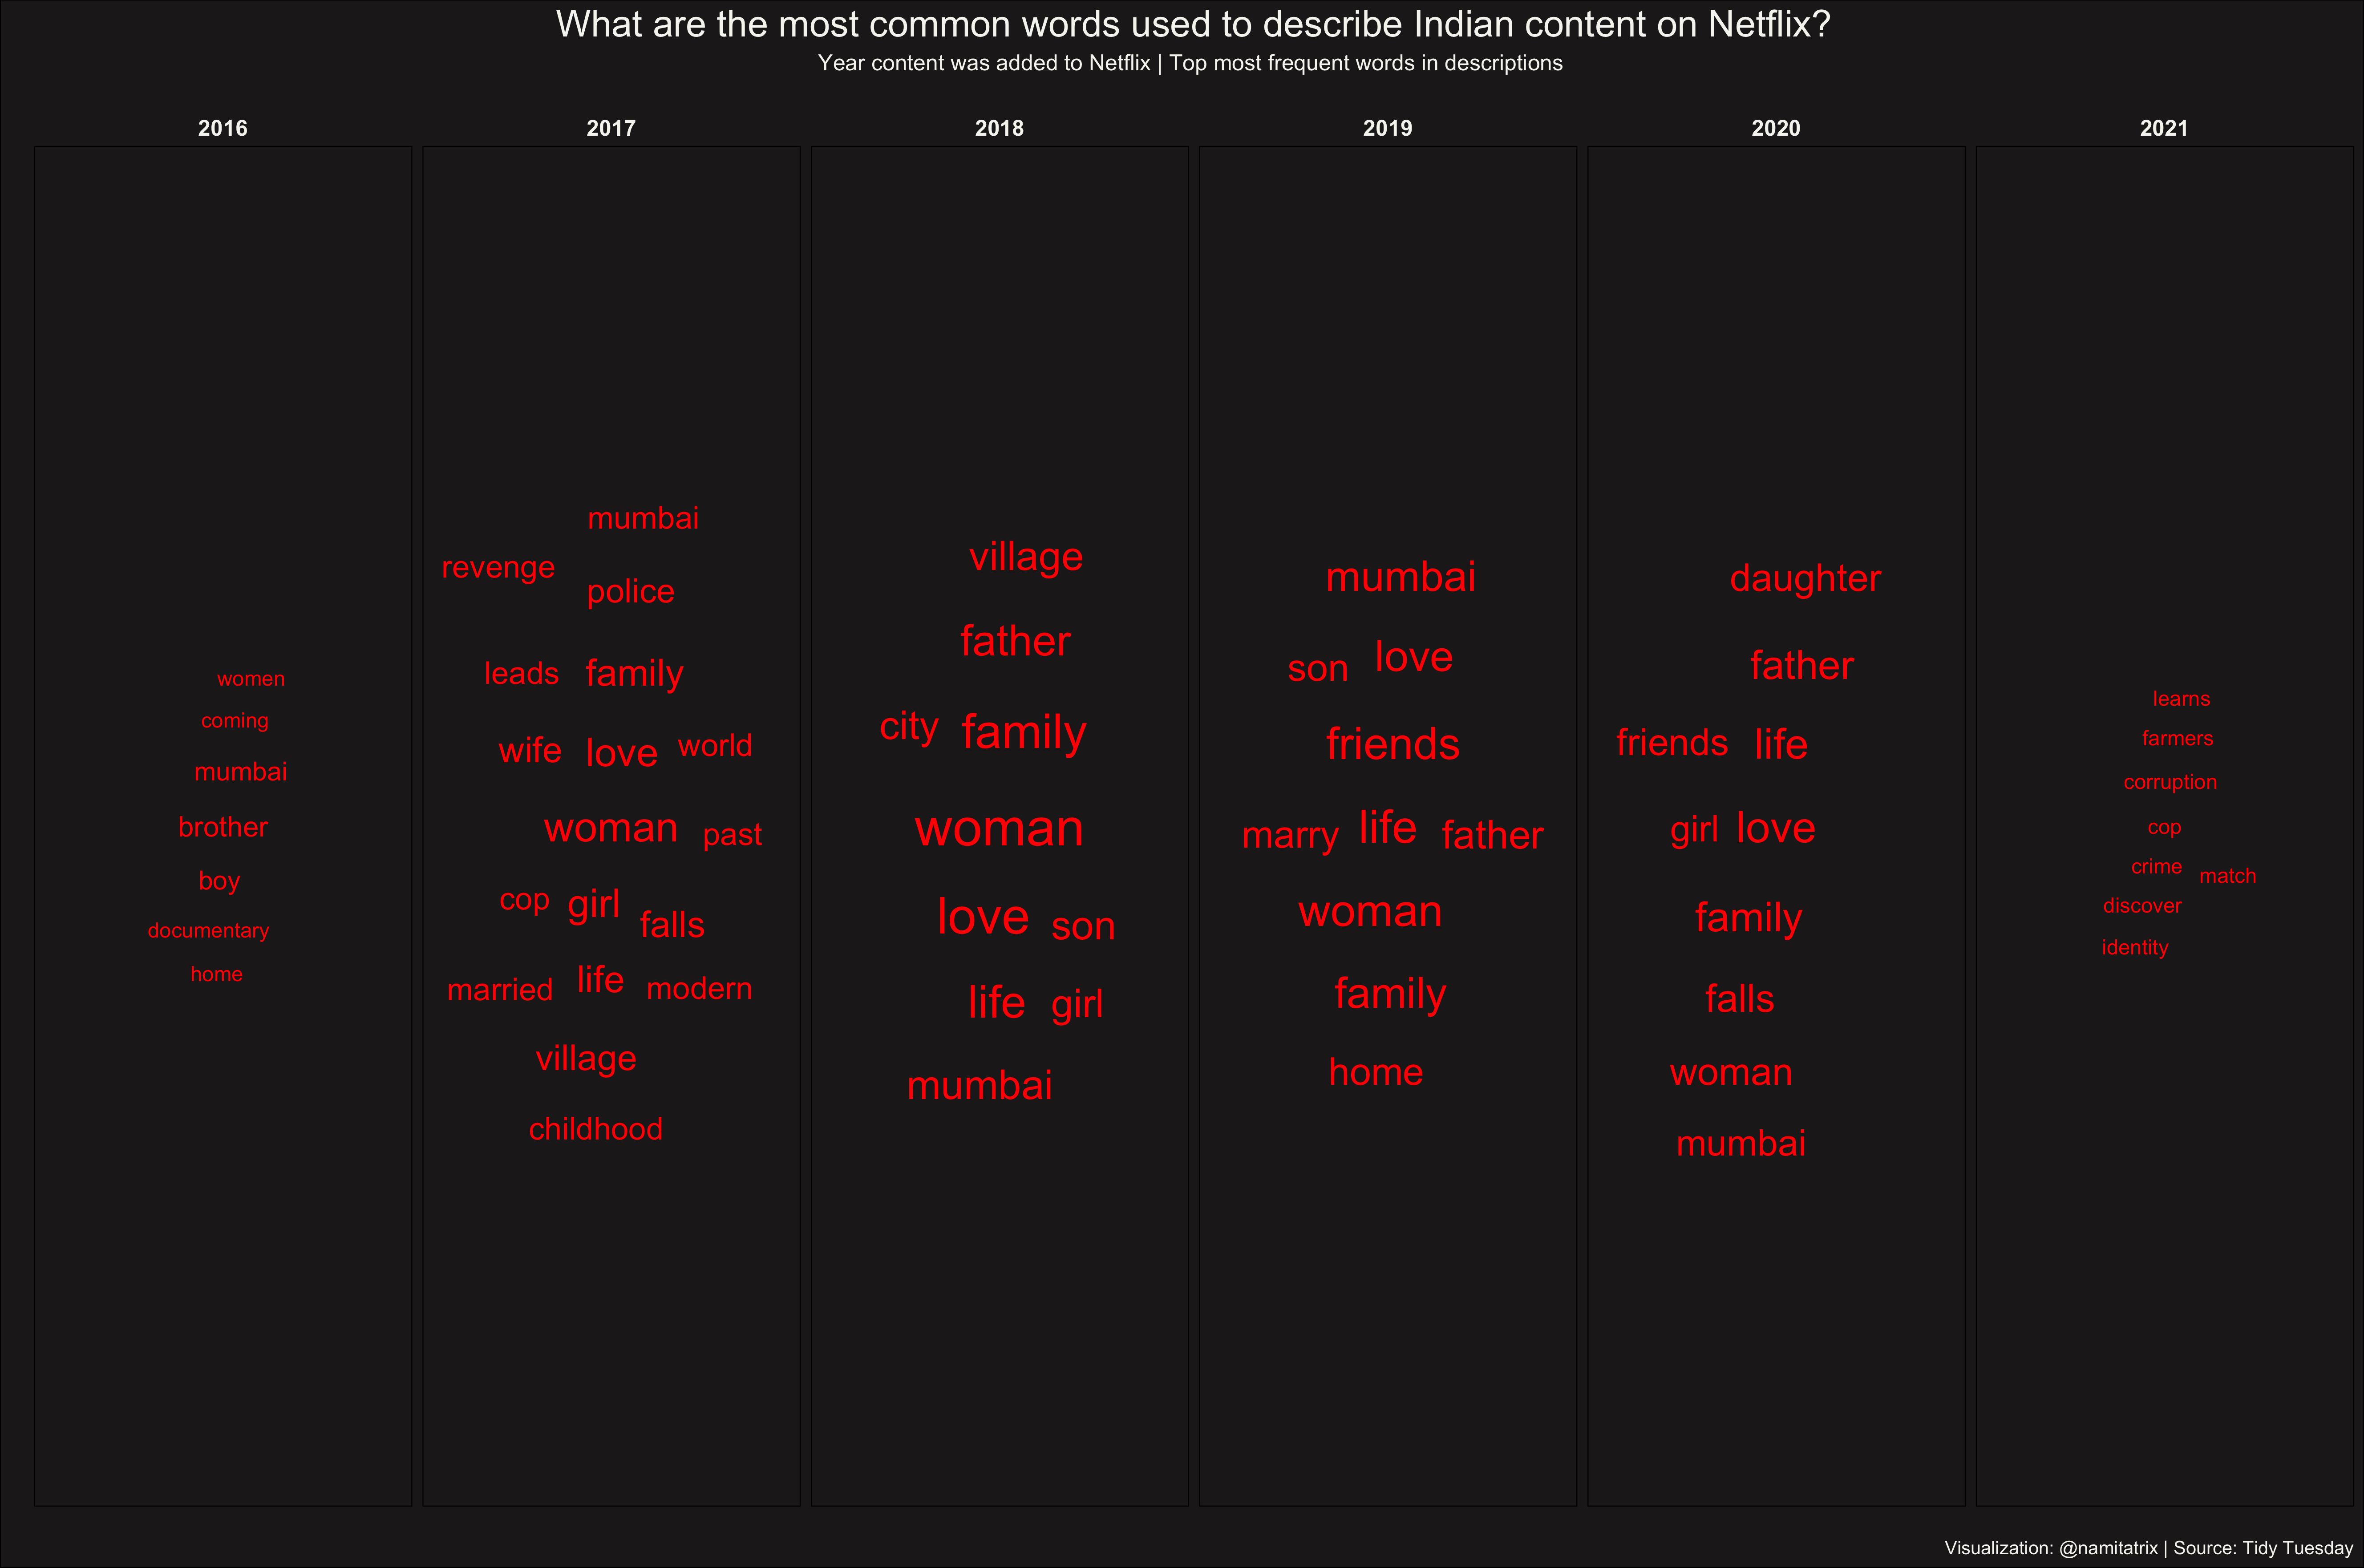 What are the most common words used to describe Indian content on Netflix?
Year content was added to Netflix | Top most frequent words in descriptions
2016
women
coming
mumbai
brother
boy
documentary
home
2017
mumbai
revenge
police
leads family
wife love world
woman past
cop girl
falls
married life modern
village
childhood
2018
village
father
city family
woman
love son
life girl
mumbai
2019
mumbai
son love
friends
marry life father
woman
family
home
2020
daughter
father
friends life
girl love
family
falls
woman
mumbai
2021
learns
farmers
corruption
cop
crime match
discover
identity
Visualization: @namitatrix | Source: Tidy Tuesday